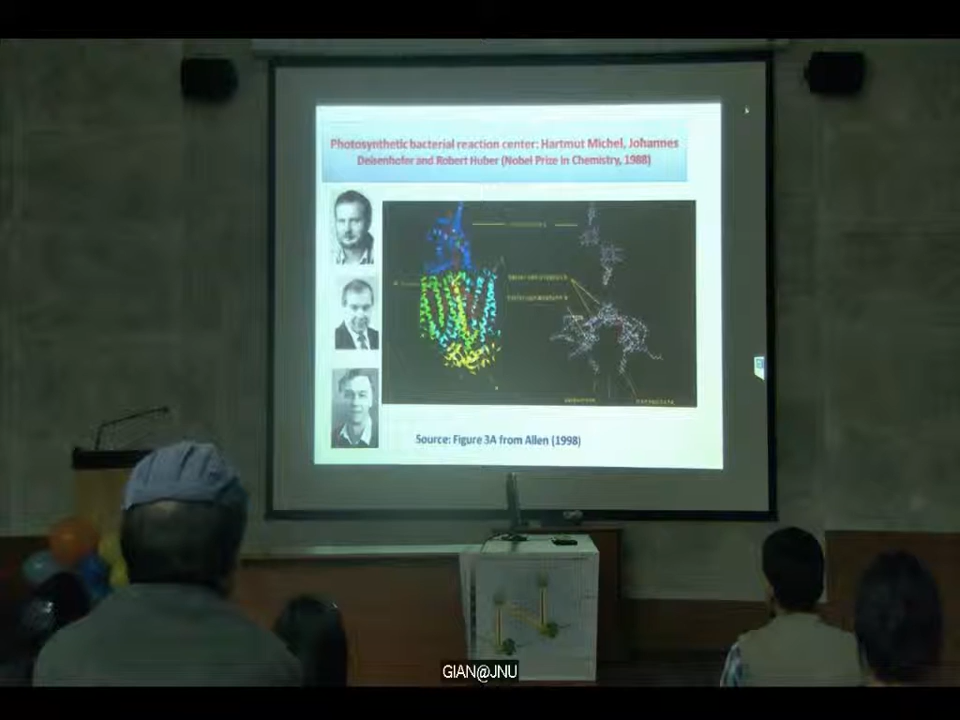 Photosynthetic bacterial reaction center: Hartmut Michel, Johannes
Deisenhofer and Robert Huber (Nobel Prize in Chemistry, 1988)
Source: Figure 3A from Allen (1998)
GIAN@JNU